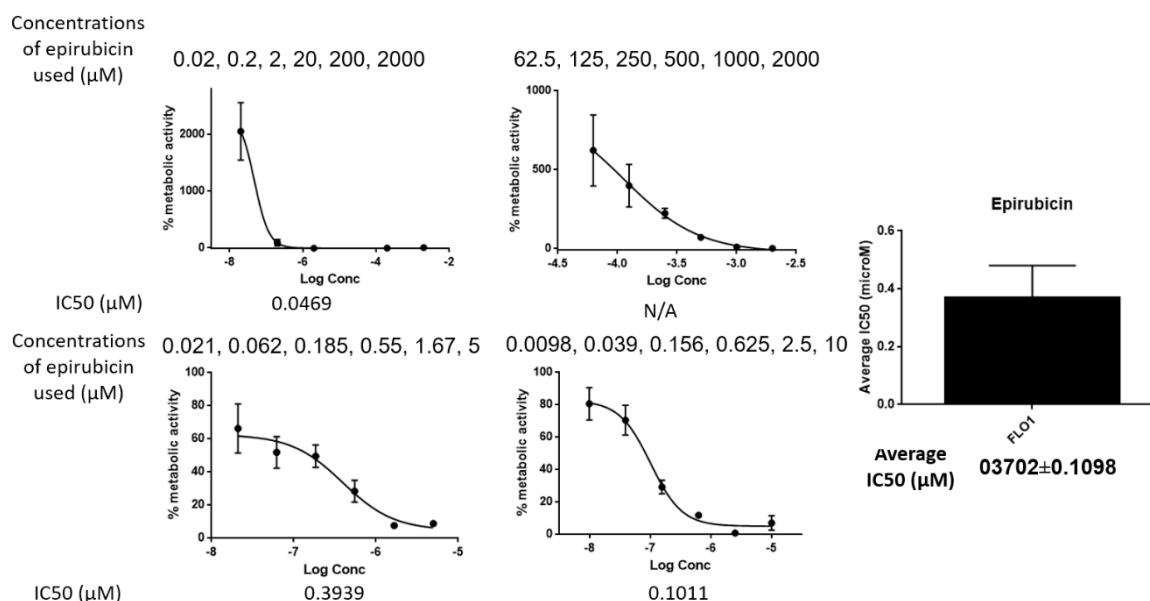 Concentrations
of epirubicin
used (µM)
0.02, 0.2, 2, 20, 200, 2000
62.5, 125, 250, 500, 1000, 2000
% metabolic activity
2000
1000
0
-8
-6
-4
-2
Log Conc
% metabolic activity
1000
500
0
-4.5
-4.0
-3.5
-3.0
-2.5
Log Conc
IC50 (µM)
0.0469
N/A
Concentrations
of epirubicin
used (µM)
0.021, 0.062, 0.185, 0.55, 1.67, 5
0.0098, 0.039, 0.156, 0.625, 2.5, 10
% metabolic activity
100
80
60
40
20
0
-8
-7
-6
-5
Log Conc
% metabolic activity
100
80
60
40
20
0
-8
-7
-6
-5
Log Conc
IC50 (µM)
0.3939
0.1011
Epirubicin
Average IC50 (microM)
0.6
0.4
0.2
0.0
FLO1
Average
IC50 (µM)
03702±0.1098